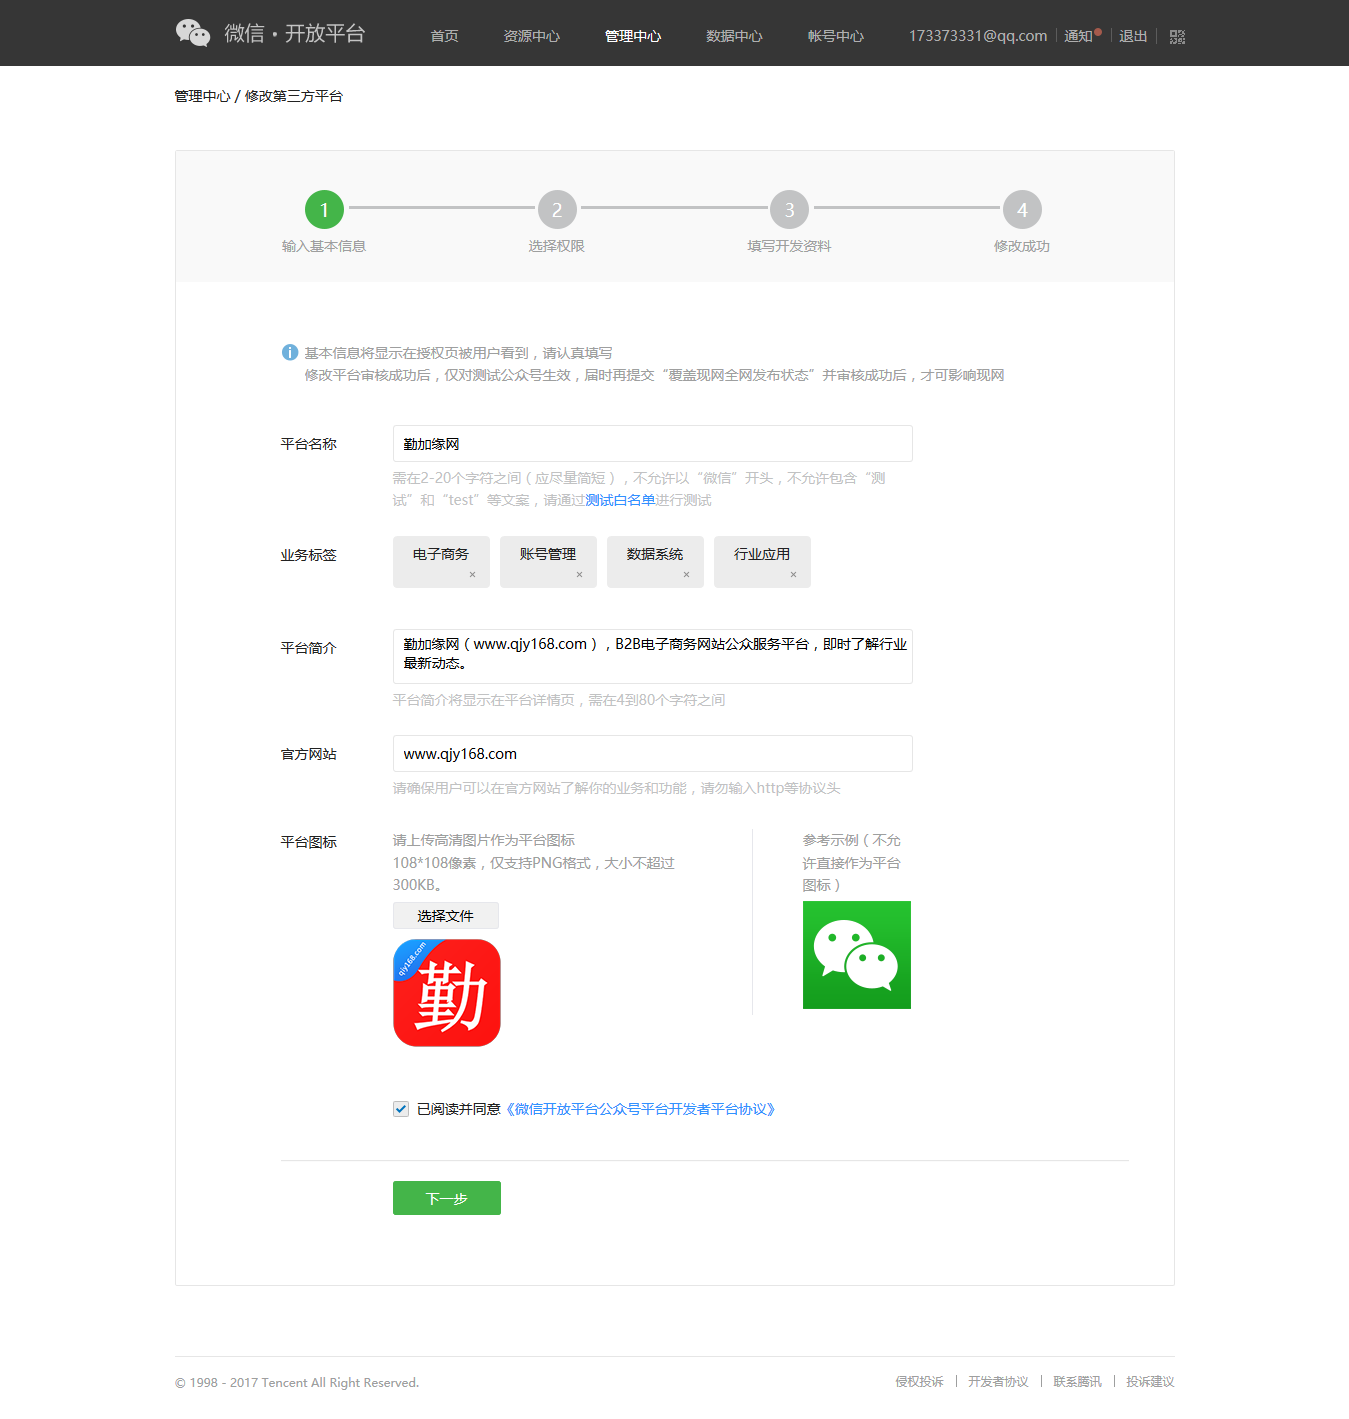 微信·开放平台 首页 资源中心 管理中心 数据中心 帐号中心 173373331@qq.com 通知 退出
管理中心 / 修改第三方平台
1 2 3 4
输入基本信息 选择权限 填写开发资料 修改成功
基本信息将显示在授权页被用户看到，请认真填写
修改平台审核成功后，仅对测试公众号生效，届时再提交“覆盖现网全网发布状态”并审核成功后，才可影响现网
平台名称 勤加缘网
需在2-20个字符之间（应尽量简短），不允许以“微信”开头，不允许包含“测
试”和“test”等文案，请通过测试白名单进行测试
业务标签 电子商务 账号管理 数据系统 行业应用
× × × ×
平台简介 勤加缘网（www.qjy168.com），B2B电子商务网站公众服务平台，即时了解行业
最新动态。
平台简介将显示在平台详情页，需在4到80个字符之间
官方网站 www.qjy168.com
请确保用户可以在官方网站了解你的业务和功能，请勿输入http等协议头
平台图标 请上传高清图片作为平台图标
108*108像素，仅支持PNG格式，大小不超过
300KB。
选择文件
qjy168.com
勤
参考示例（不允
许直接作为平台
图标）
已阅读并同意《微信开放平台公众号平台开发者平台协议》
下一步
© 1998 - 2017 Tencent All Right Reserved. 侵权投诉 | 开发者协议 | 联系腾讯 | 投诉建议